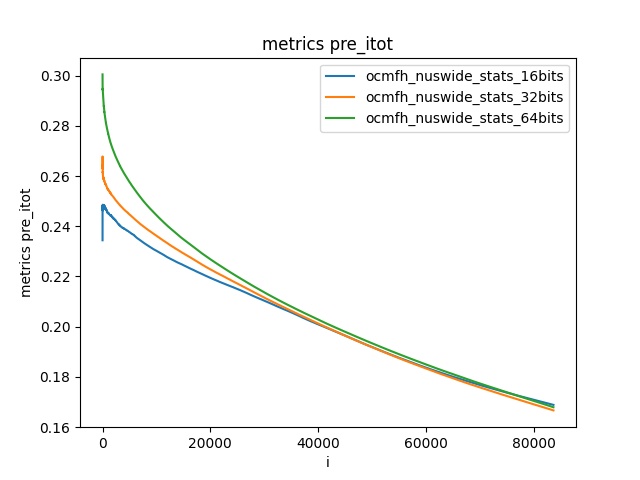 metrics pre_itot
ocmfh_nuswide_stats_16bits
ocmfh_nuswide_stats_32bits
ocmfh_nuswide_stats_64bits
metrics pre_itot
0.30
0.28
0.26
0.24
0.22
0.20
0.18
0.16
0 20000 40000 60000 80000
i